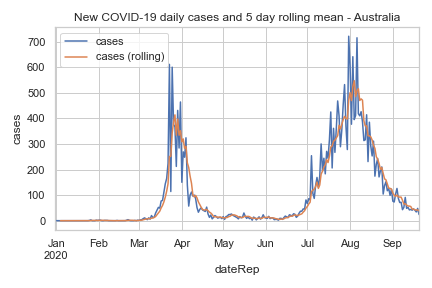 New COVID-19 daily cases and 5 day rolling mean - Australia
cases
cases (rolling)
cases
700
600
500
400
300
200
100
0
Jan Feb Mar Apr May Jun Jul Aug Sep
2020
dateRep